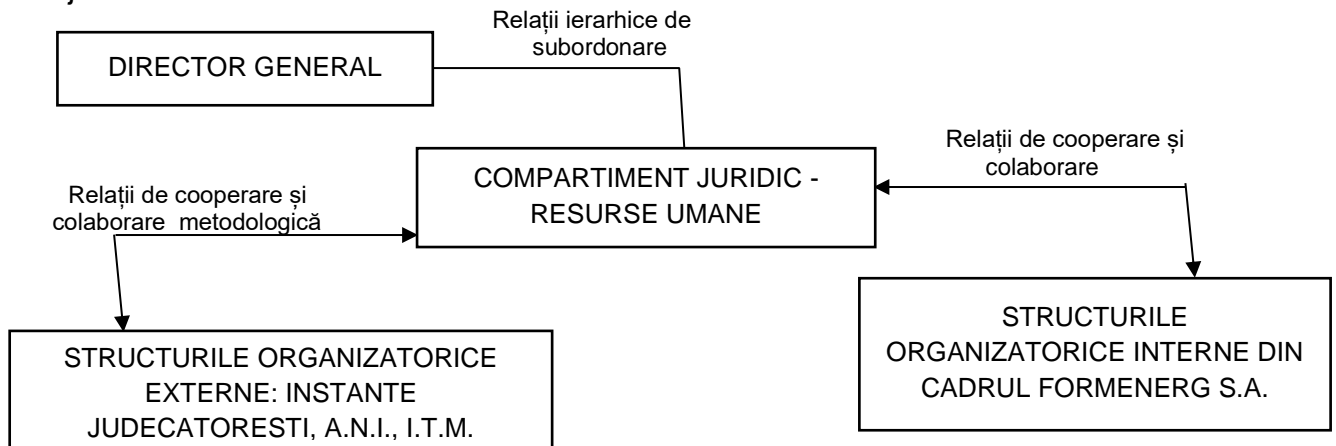 Relații ierarhice de
subordonare
DIRECTOR GENERAL
Relații de cooperare și
colaborare
COMPARTIMENT JURIDIC -
RESURSE UMANE
Relații de cooperare și
colaborare metodologică
STRUCTURILE
ORGANIZATORICE INTERNE DIN
CADRUL FORMENERG S.A.
STRUCTURILE ORGANIZATORICE
EXTERNE: INSTANTE
JUDECATORESTI, A.N.I., I.T.M.